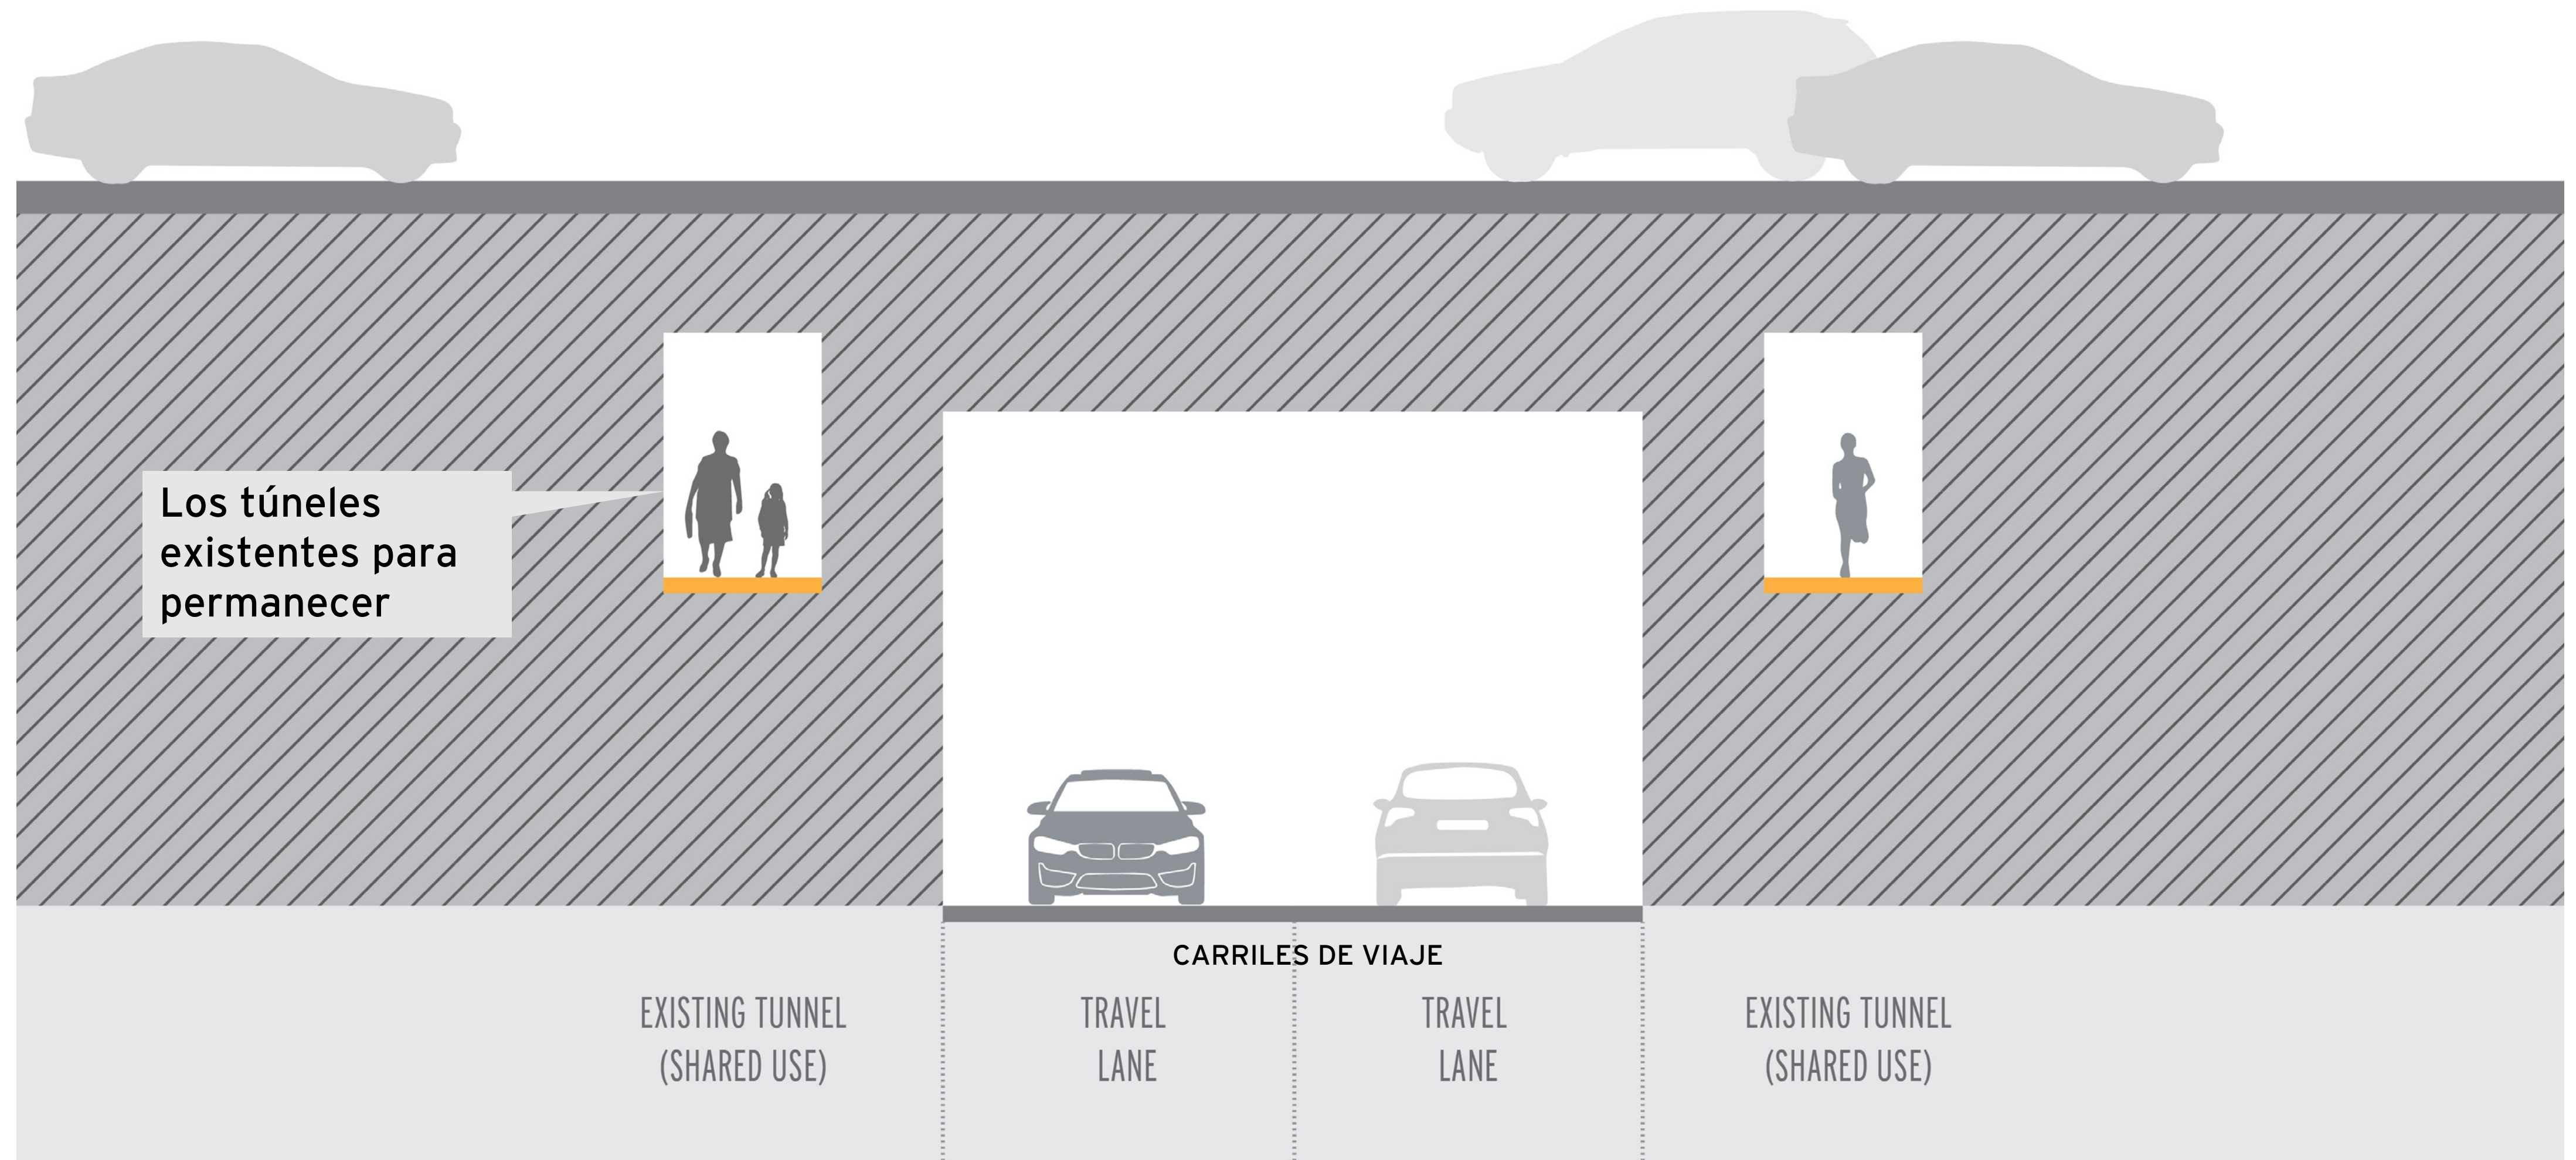 Los túneles
existentes para
permanecer
CARRILES DE VIAJE
EXISTING TUNNEL
(SHARED USE)
TRAVEL
LANE
TRAVEL
LANE
EXISTING TUNNEL
(SHARED USE)